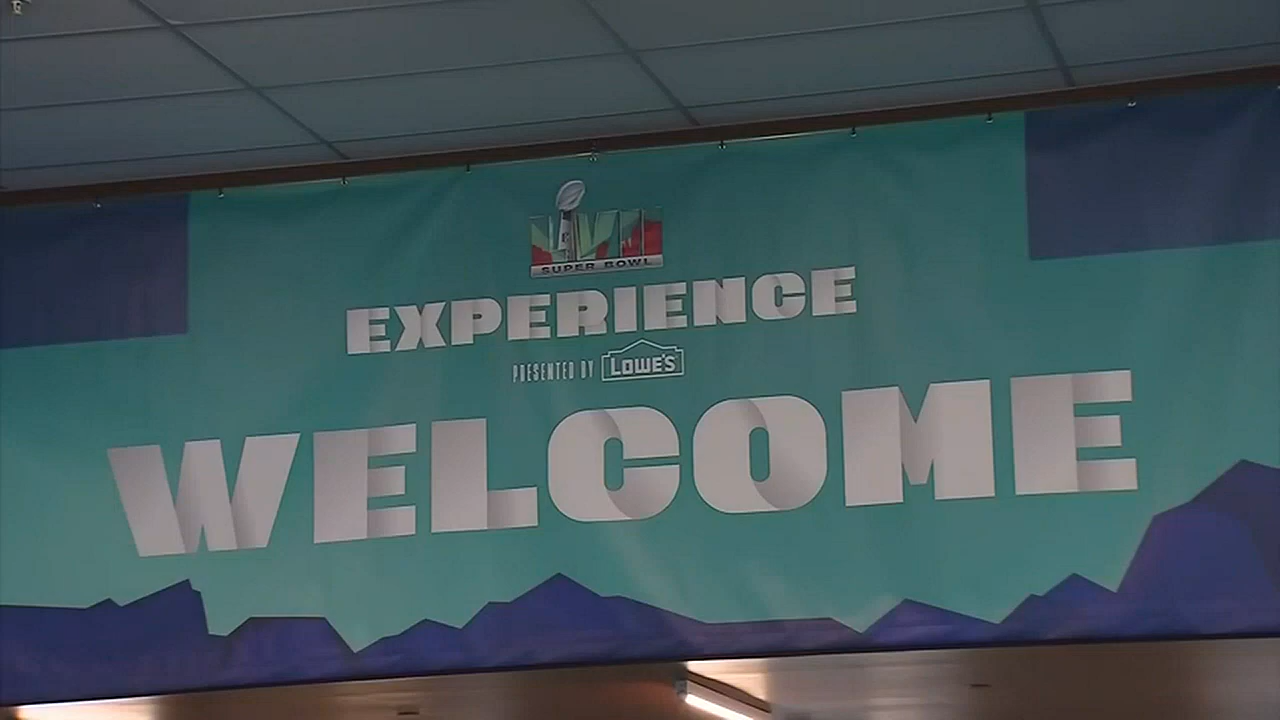 LVII
SUPER BOWL
EXPERIENCE
PRESENTED BY LOWE'S
WELCOME